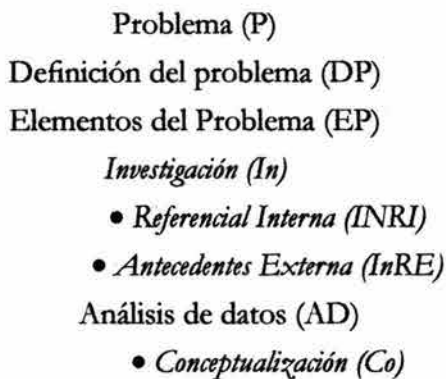 Problema (P)
Definición del problema (DP)
Elementos del Problema (EP)
Investigación (In)
• Referencial Interna (INRI)
• Antecedentes Externa (InRE)
Análisis de datos (AD)
• Conceptualización (Co)